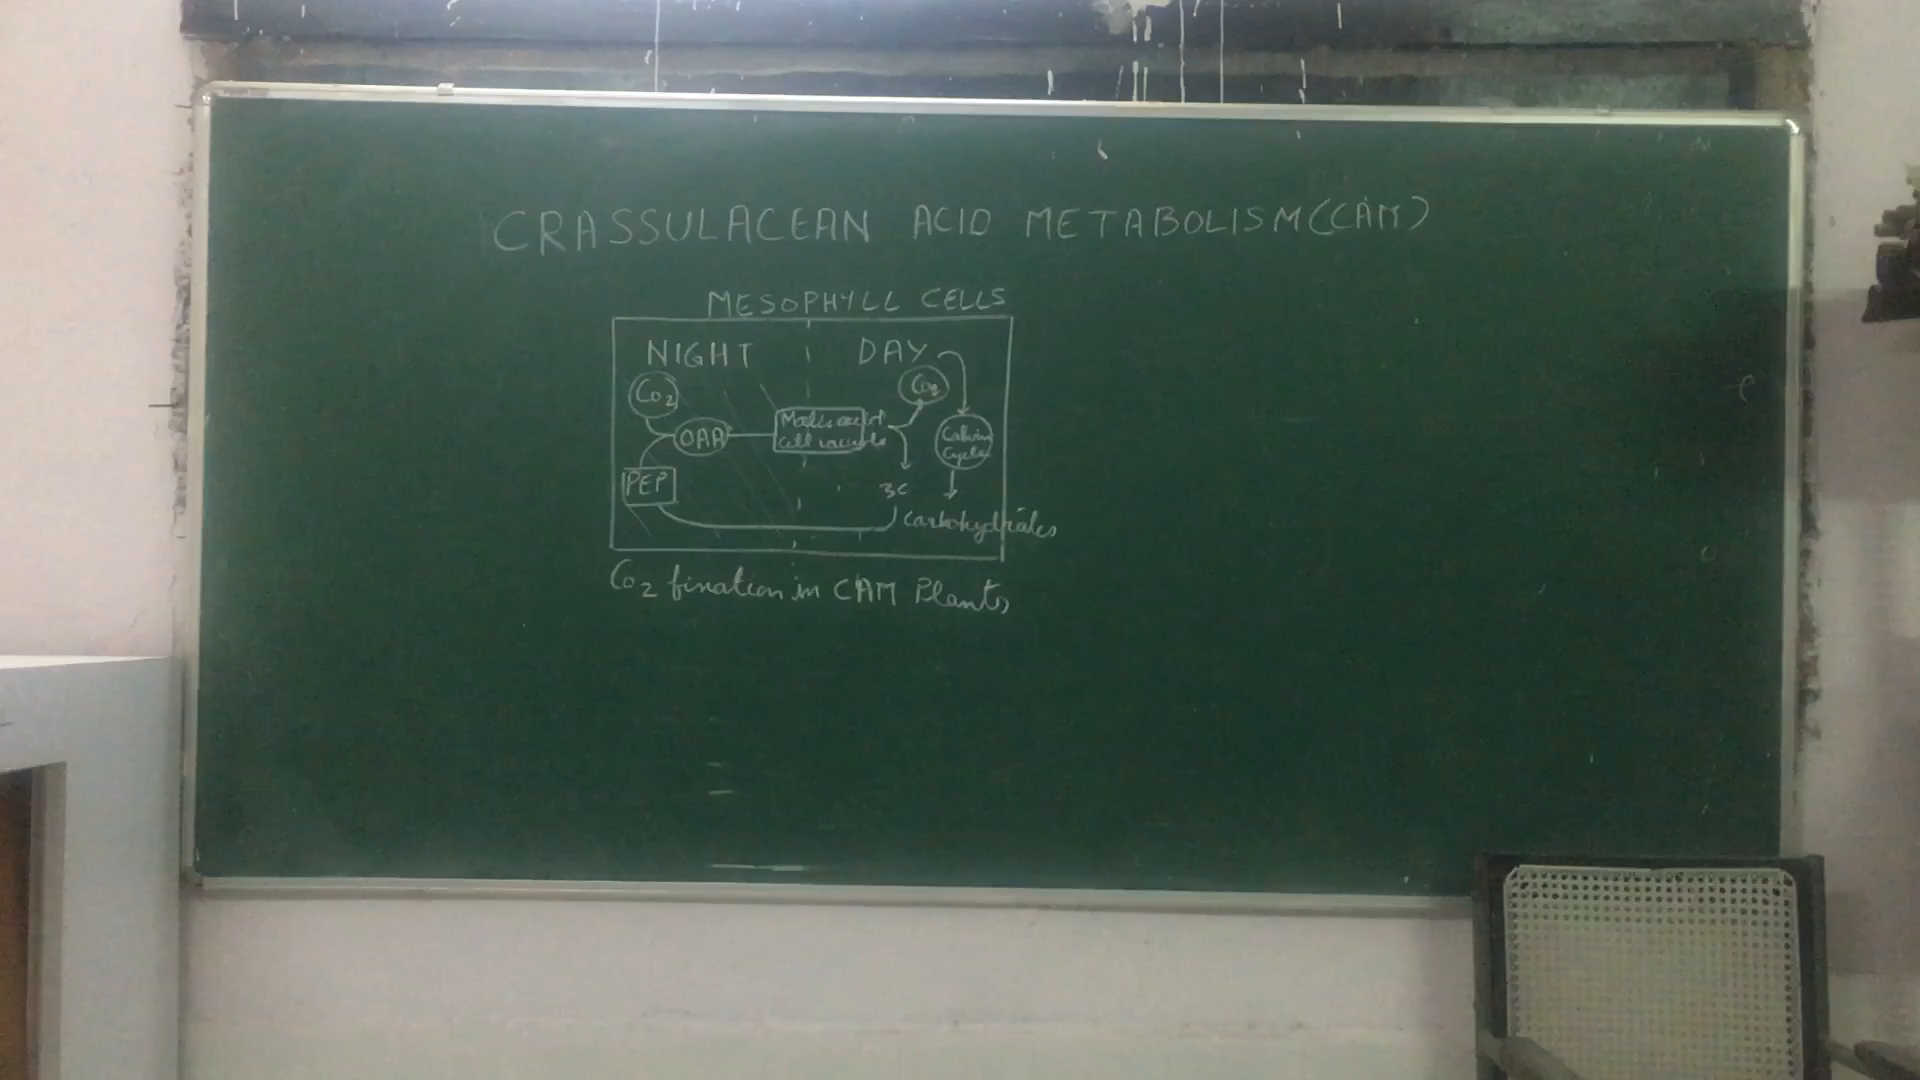 CRASSULACEAN ACID METABOLISM (CAM)
MESOPHYLL CELLS
NIGHT
DAY
Co2
Co2
OAA
Malic acid
cell vacuole
Calvin
Cycle
PEP
3C
Carbohydrates
Co2 fixation in CAM Plants